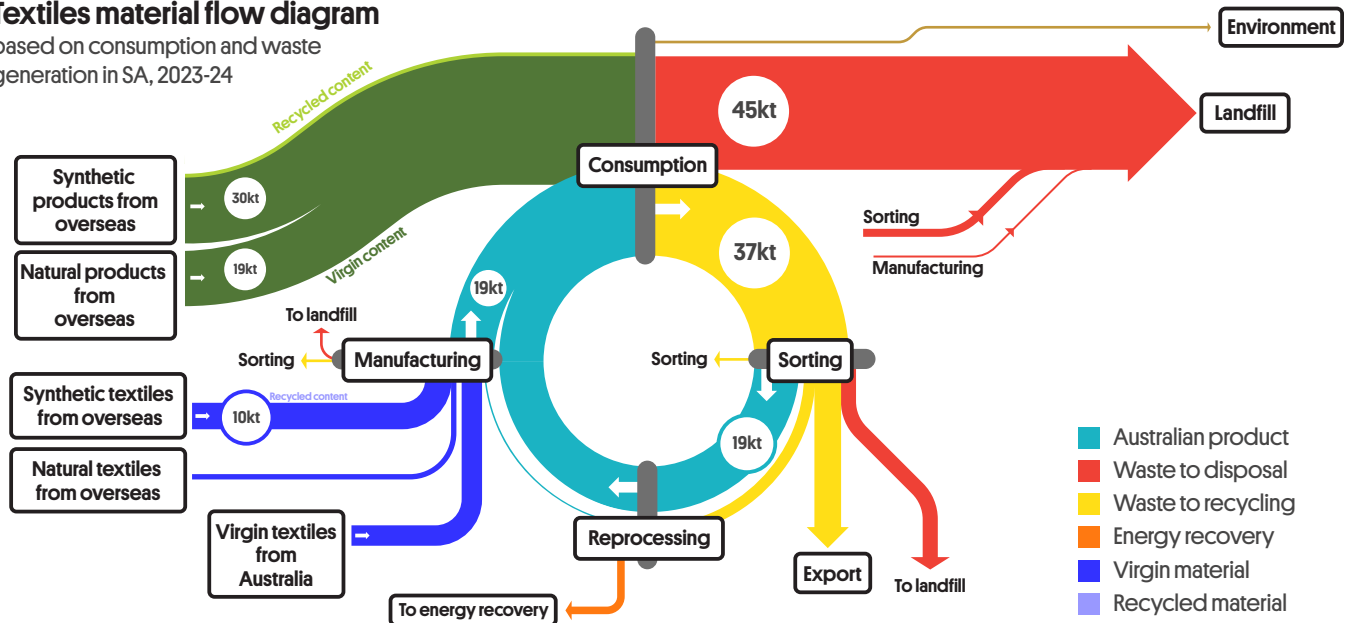 Textiles material flow diagram
based on consumption and waste
generation in SA, 2023-24
Environment
Recycled content
45kt
Landfill
Consumption
Synthetic
products from
overseas
30kt
Natural products
from
overseas
19kt
Virgin content
Sorting
Manufacturing
37kt
19kt
To landfill
Sorting
Manufacturing
Sorting
Sorting
Synthetic textiles
from overseas
10kt
Recycled content
19kt
Natural textiles
from overseas
Virgin textiles
from
Australia
Reprocessing
Export
To landfill
To energy recovery
Australian product
Waste to disposal
Waste to recycling
Energy recovery
Virgin material
Recycled material